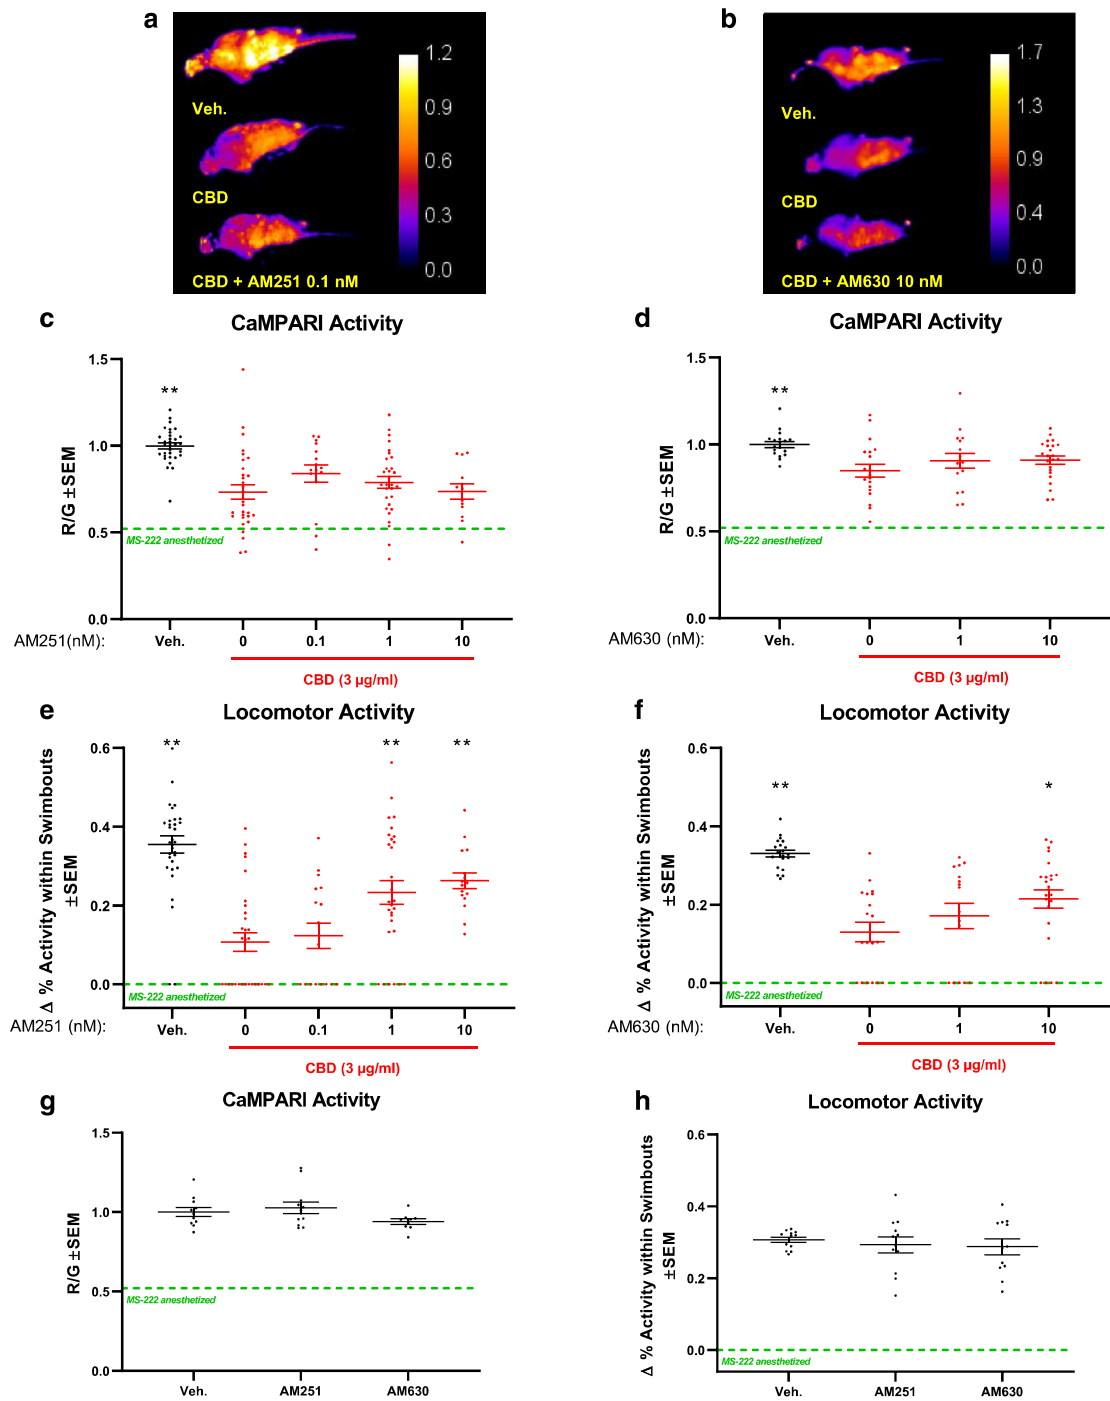 a
1.2
0.9
0.6
0.3
0.0
Veh.
CBD
CBD + AM251 0.1 nM
b
1.7
1.3
0.9
0.4
0.0
Veh.
CBD
CBD + AM630 10 nM
c
CaMPARI Activity
R/G ±SEM
1.5
1.0
0.5
0.0
**
MS-222 anesthetized
AM251(nM):
Veh. 0 0.1 1 10
CBD (3 µg/ml)
d
CaMPARI Activity
R/G ±SEM
1.5
1.0
0.5
0.0
**
MS-222 anesthetized
AM630 (nM):
Veh. 0 1 10
CBD (3 µg/ml)
e
Locomotor Activity
Δ % Activity within Swimbouts
±SEM
0.6
0.4
0.2
0.0
** ** **
MS-222 anesthetized
AM251 (nM):
Veh. 0 0.1 1 10
CBD (3 µg/ml)
f
Locomotor Activity
Δ % Activity within Swimbouts
±SEM
0.6
0.4
0.2
0.0
** *
MS-222 anesthetized
AM630 (nM):
Veh. 0 1 10
CBD (3 µg/ml)
g
CaMPARI Activity
R/G ±SEM
1.5
1.0
0.5
0.0
MS-222 anesthetized
Veh. AM251 AM630
h
Locomotor Activity
Δ % Activity within Swimbouts
±SEM
0.6
0.4
0.2
0.0
MS-222 anesthetized
Veh. AM251 AM630